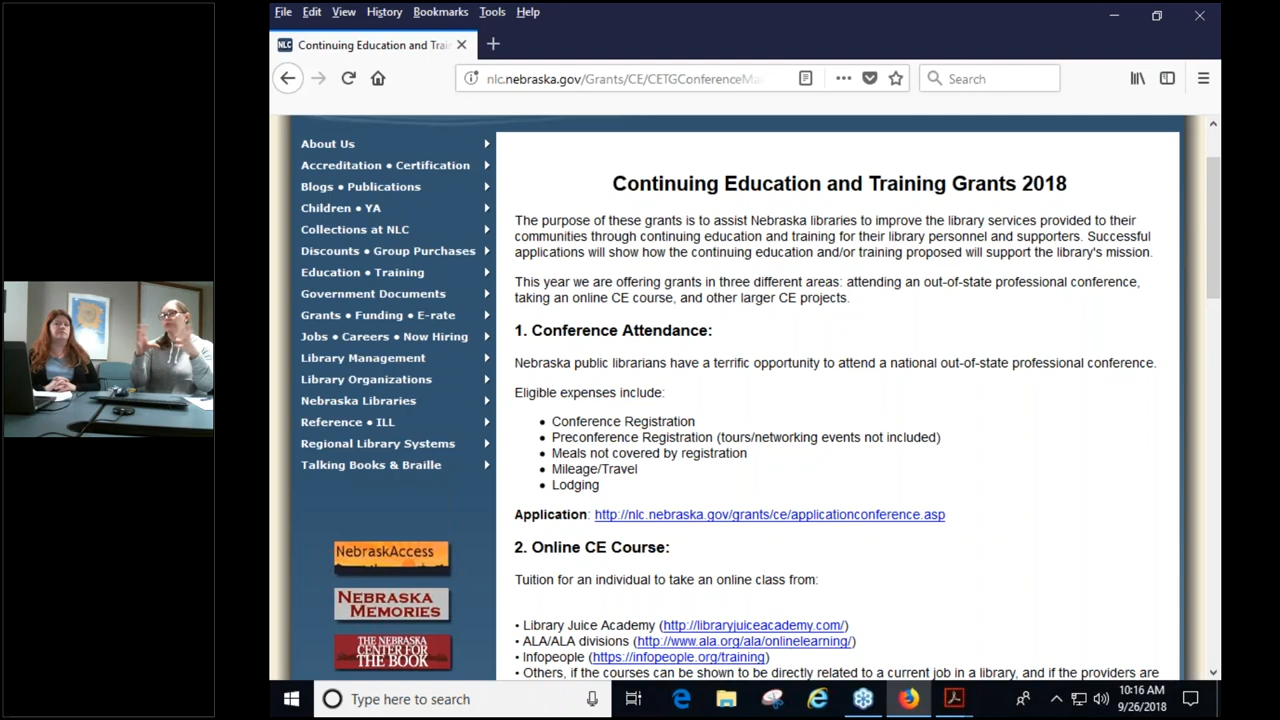 File Edit View History Bookmarks Tools Help
NLC Continuing Education and Trai
nlc.nebraska.gov/Grants/CE/CETGConferenceMa
Search
About Us
Accreditation • Certification
Blogs • Publications
Children • YA
Collections at NLC
Discounts • Group Purchases
Education • Training
Government Documents
Grants • Funding • E-rate
Jobs • Careers • Now Hiring
Library Management
Library Organizations
Nebraska Libraries
Reference • ILL
Regional Library Systems
Talking Books & Braille
NebraskAccess
NEBRASKA
MEMORIES
THE NEBRASKA
CENTER FOR
THE BOOK
Continuing Education and Training Grants 2018
The purpose of these grants is to assist Nebraska libraries to improve the library services provided to their
communities through continuing education and training for their library personnel and supporters. Successful
applications will show how the continuing education and/or training proposed will support the library's mission.
This year we are offering grants in three different areas: attending an out-of-state professional conference,
taking an online CE course, and other larger CE projects.
1. Conference Attendance:
Nebraska public librarians have a terrific opportunity to attend a national out-of-state professional conference.
Eligible expenses include:
• Conference Registration
• Preconference Registration (tours/networking events not included)
• Meals not covered by registration
• Mileage/Travel
• Lodging
Application: http://nlc.nebraska.gov/grants/ce/applicationconference.asp
2. Online CE Course:
Tuition for an individual to take an online class from:
• Library Juice Academy (http://libraryjuiceacademy.com/)
• ALA/ALA divisions (http://www.ala.org/ala/onlinelearning/)
• Infopeople (https://infopeople.org/training)
• Others, if the courses can be shown to be directly related to a current job in a library, and if the providers are
Type here to search
10:16 AM
9/26/2018